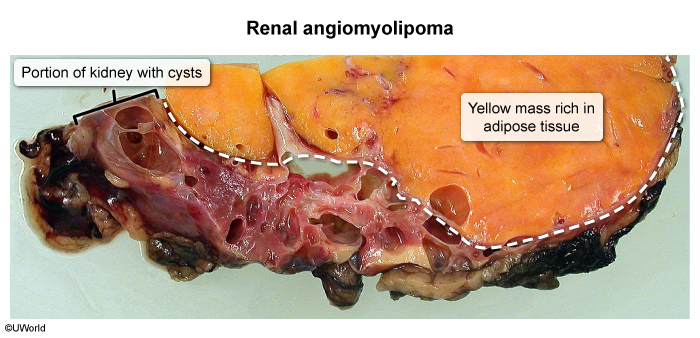 Renal angiomyolipoma
Portion of kidney with cysts
Yellow mass rich in
adipose tissue
©UWorld